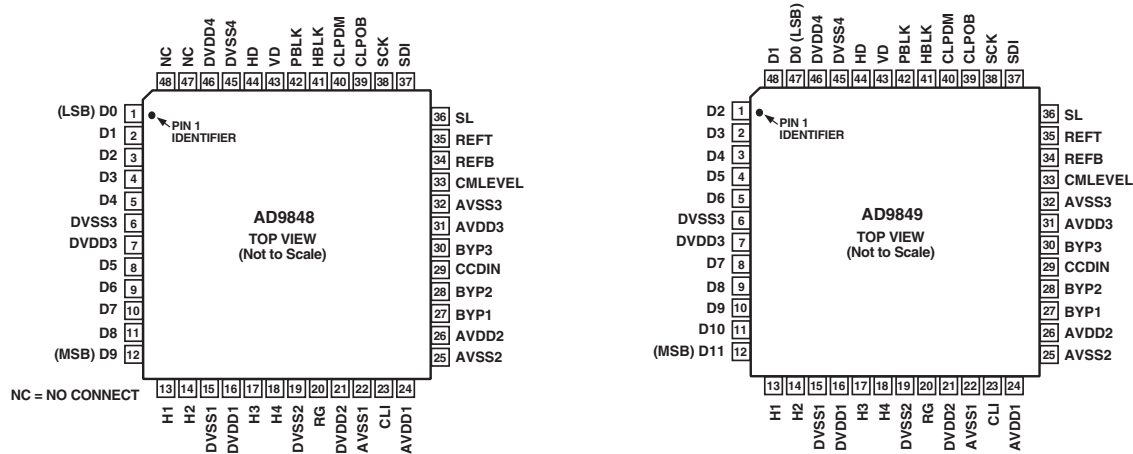 NC
NC
DVDD4
DVSS4
HD
VD
PBLK
HBLK
CLPDM
CLPOB
SCK
SDI
48 47 46 45 44 43 42 41 40 39 38 37
(LSB) D0 1
D1 2
D2 3
D3 4
D4 5
DVSS3 6
DVDD3 7
D5 8
D6 9
D7 10
D8 11
(MSB) D9 12
PIN 1
IDENTIFIER
AD9848
TOP VIEW
(Not to Scale)
36 SL
35 REFT
34 REFB
33 CMLEVEL
32 AVSS3
31 AVDD3
30 BYP3
29 CCDIN
28 BYP2
27 BYP1
26 AVDD2
25 AVSS2
13 14 15 16 17 18 19 20 21 22 23 24
H1
H2
DVSS1
DVDD1
H3
H4
DVSS2
RG
DVDD2
AVSS1
CLI
AVDD1
NC = NO CONNECT
D1
D0 (LSB)
DVDD4
DVSS4
HD
VD
PBLK
HBLK
CLPDM
CLPOB
SCK
SDI
48 47 46 45 44 43 42 41 40 39 38 37
D2 1
D3 2
D4 3
D5 4
D6 5
DVSS3 6
DVDD3 7
D7 8
D8 9
D9 10
D10 11
(MSB) D11 12
PIN 1
IDENTIFIER
AD9849
TOP VIEW
(Not to Scale)
36 SL
35 REFT
34 REFB
33 CMLEVEL
32 AVSS3
31 AVDD3
30 BYP3
29 CCDIN
28 BYP2
27 BYP1
26 AVDD2
25 AVSS2
13 14 15 16 17 18 19 20 21 22 23 24
H1
H2
DVSS1
DVDD1
H3
H4
DVSS2
RG
DVDD2
AVSS1
CLI
AVDD1